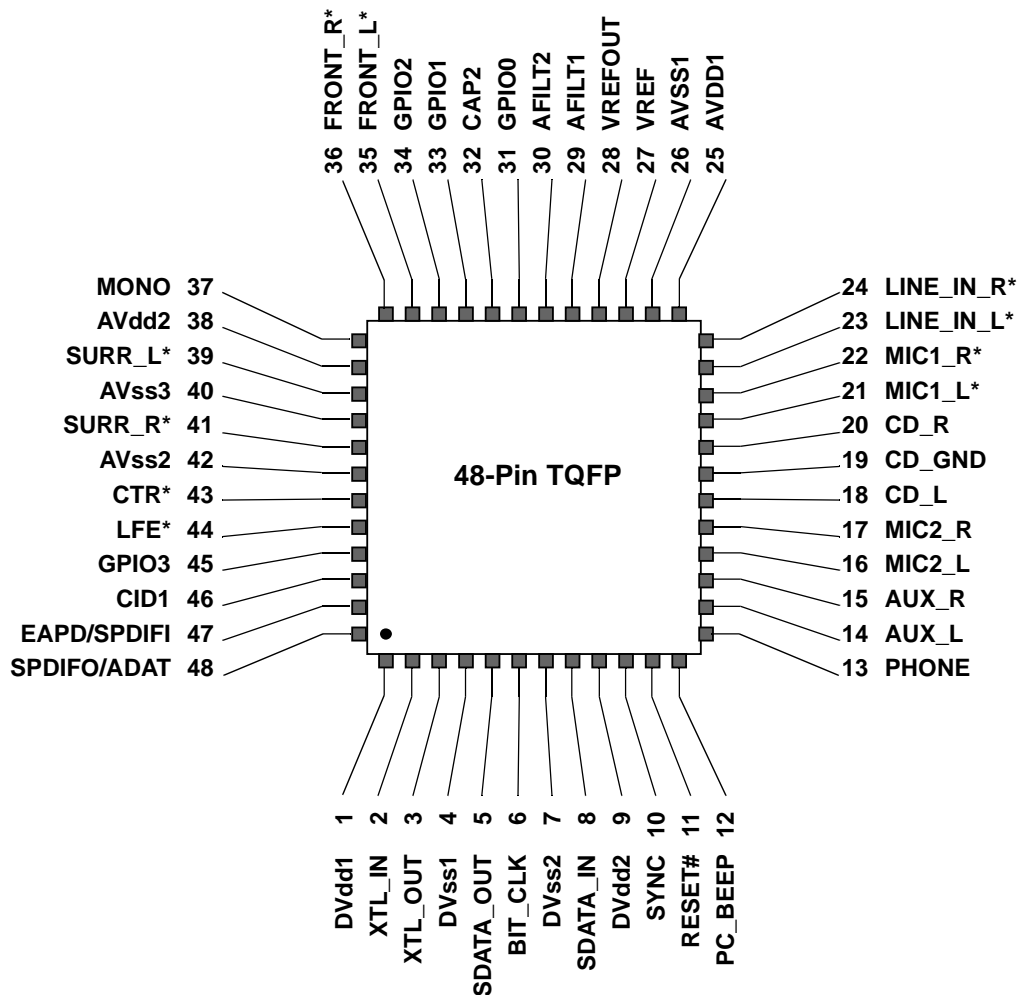 36 FRONT_R*
35 FRONT_L*
34 GPIO2
33 GPIO1
32 CAP2
31 GPIO0
30 AFILT2
29 AFILT1
28 VREFOUT
27 VREF
26 AVSS1
25 AVDD1
MONO 37
AVdd2 38
SURR_L* 39
AVss3 40
SURR_R* 41
AVss2 42
CTR* 43
LFE* 44
GPIO3 45
CID1 46
EAPD/SPDIFI 47
SPDIFO/ADAT 48
48-Pin TQFP
24 LINE_IN_R*
23 LINE_IN_L*
22 MIC1_R*
21 MIC1_L*
20 CD_R
19 CD_GND
18 CD_L
17 MIC2_R
16 MIC2_L
15 AUX_R
14 AUX_L
13 PHONE
DVdd1 1
XTL_IN 2
XTL_OUT 3
DVss1 4
SDATA_OUT 5
BIT_CLK 6
DVss2 7
SDATA_IN 8
DVdd2 9
SYNC 10
RESET# 11
PC_BEEP 12